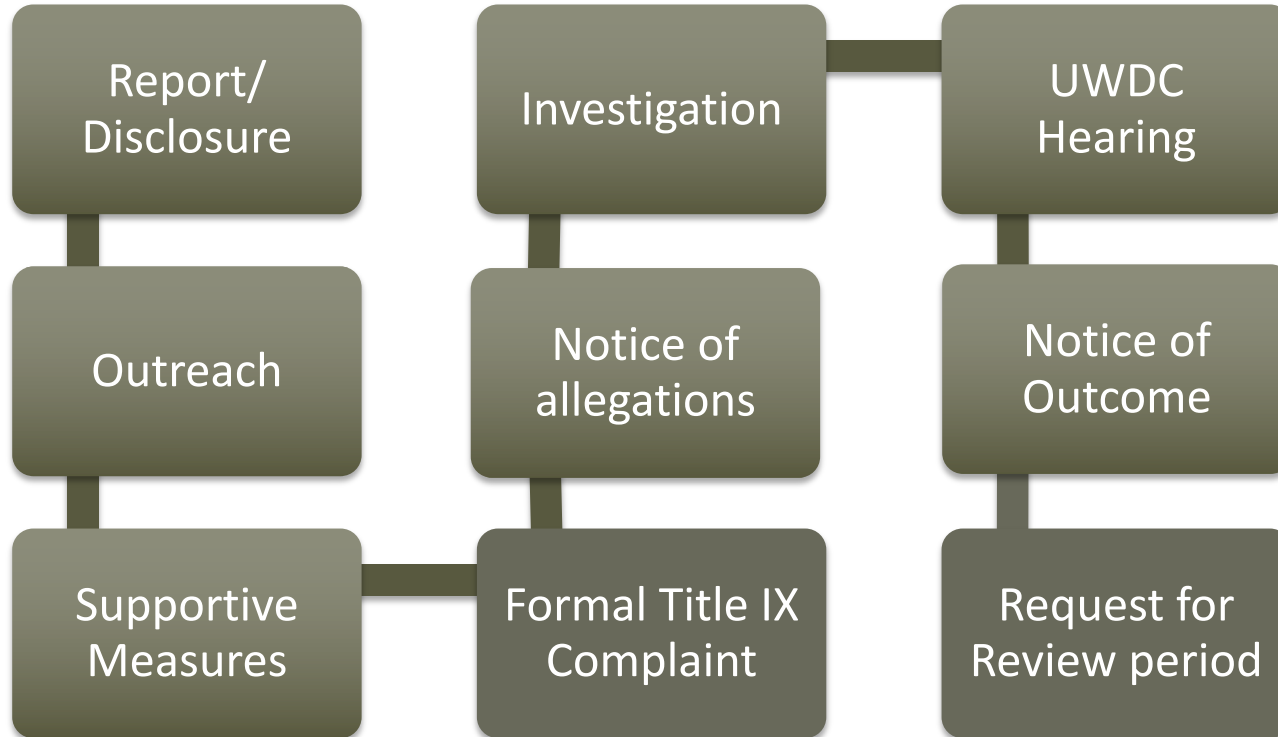 Report/
Disclosure
Outreach
Supportive
Measures
Formal Title IX
Complaint
Notice of
allegations
Investigation
UWDC
Hearing
Notice of
Outcome
Request for
Review period